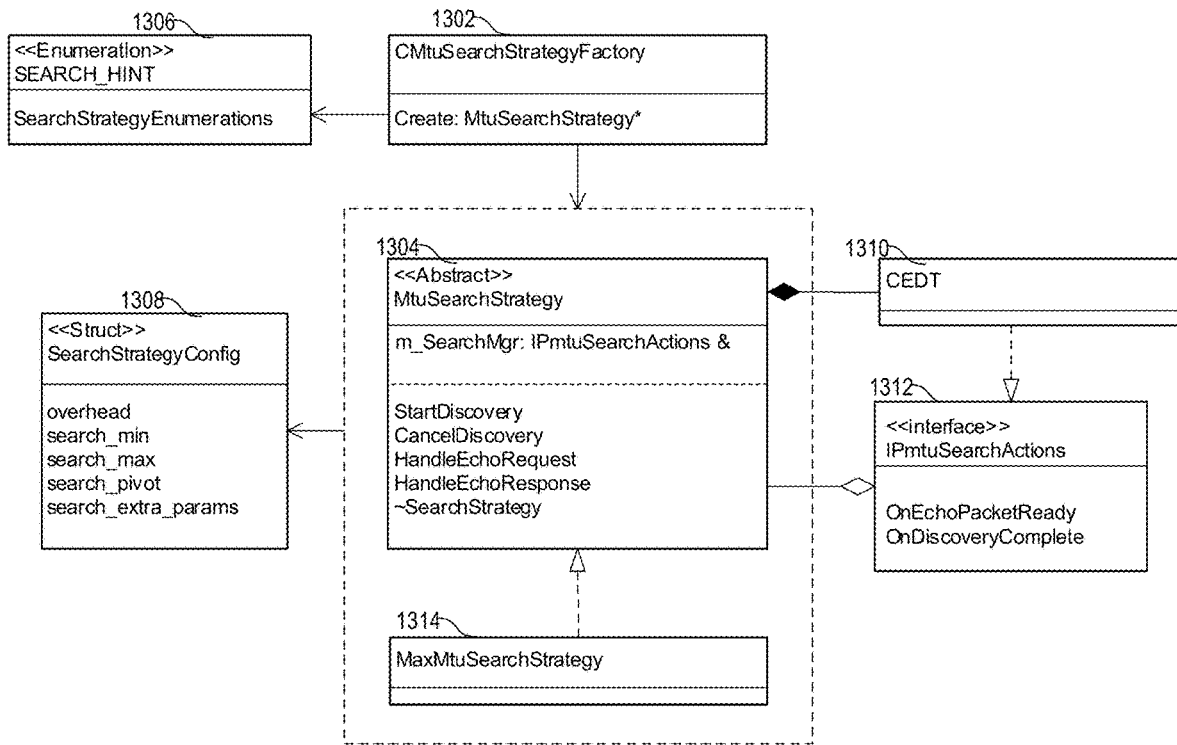 1306
<<Enumeration>>
SEARCH_HINT
SearchStrategyEnumerations
1302
CMtuSearchStrategyFactory
Create: MtuSearchStrategy*
1308
<<Struct>>
SearchStrategyConfig
overhead
search_min
search_max
search_pivot
search_extra_params
1304
<<Abstract>>
MtuSearchStrategy
m_SearchMgr: IPmtuSearchActions &
StartDiscovery
CancelDiscovery
HandleEchoRequest
HandleEchoResponse
~SearchStrategy
1310
CEDT
1312
<<interface>>
IPmtuSearchActions
OnEchoPacketReady
OnDiscoveryComplete
1314
MaxMtuSearchStrategy